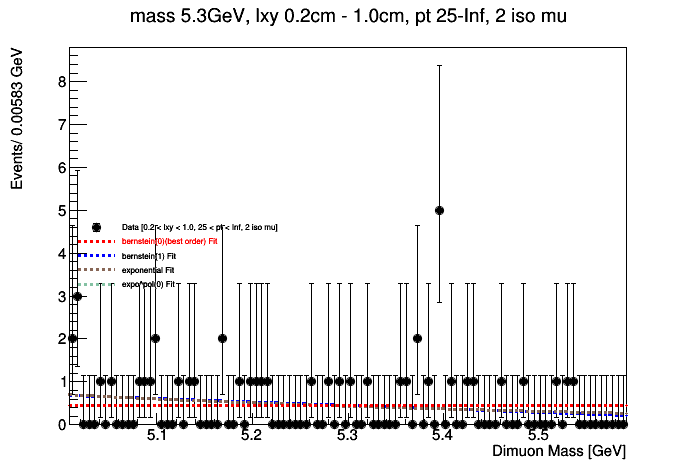 mass 5.3GeV, lxy 0.2cm - 1.0cm, pt 25-Inf, 2 iso mu
Events/ 0.00583 GeV
8
7
6
5
4
3
2
1
0
Data [0.2 < lxy < 1.0, 25 < pt < Inf, 2 iso mu]
bernstein(0)(best order) Fit
bernstein(1) Fit
exponential Fit
Fit
5.1
5.2
5.3
5.4
5.5
Dimuon Mass [GeV]